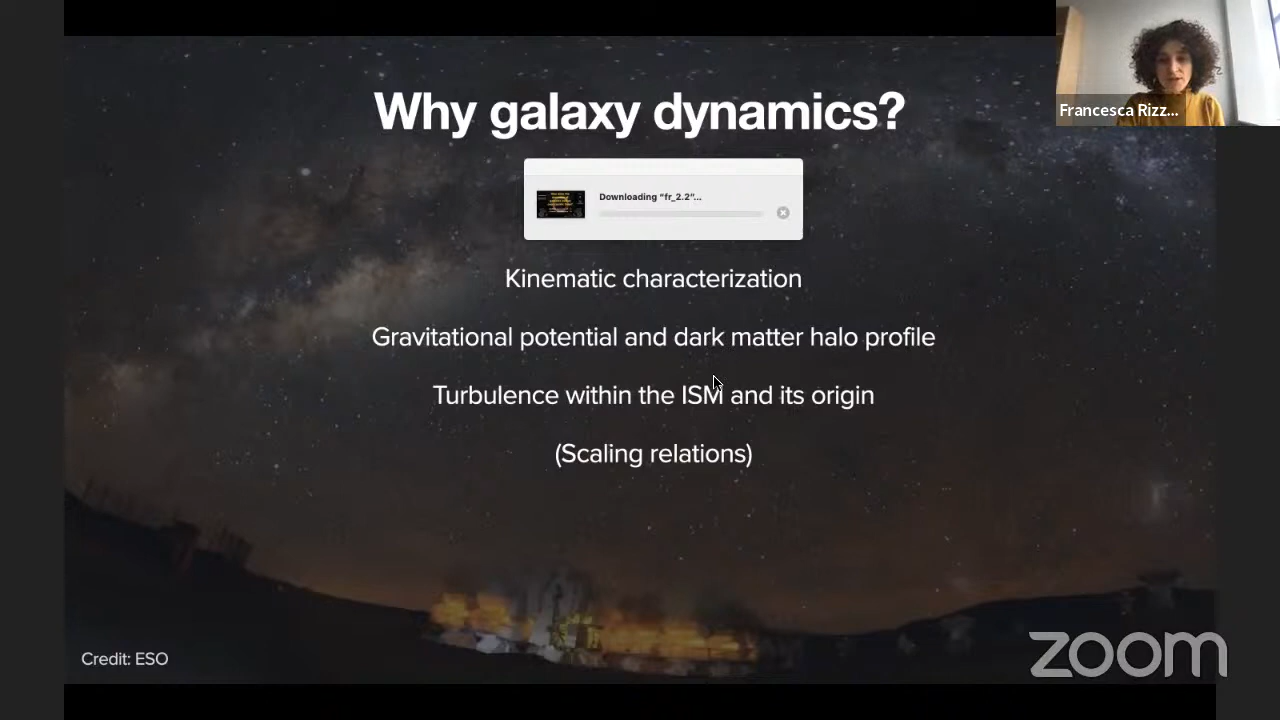 Why galaxy dynamics?
Francesca Rizz...
Downloading "fr_2.2"...
Kinematic characterization
Gravitational potential and dark matter halo profile
Turbulence within the ISM and its origin
(Scaling relations)
Credit: ESO
zoom